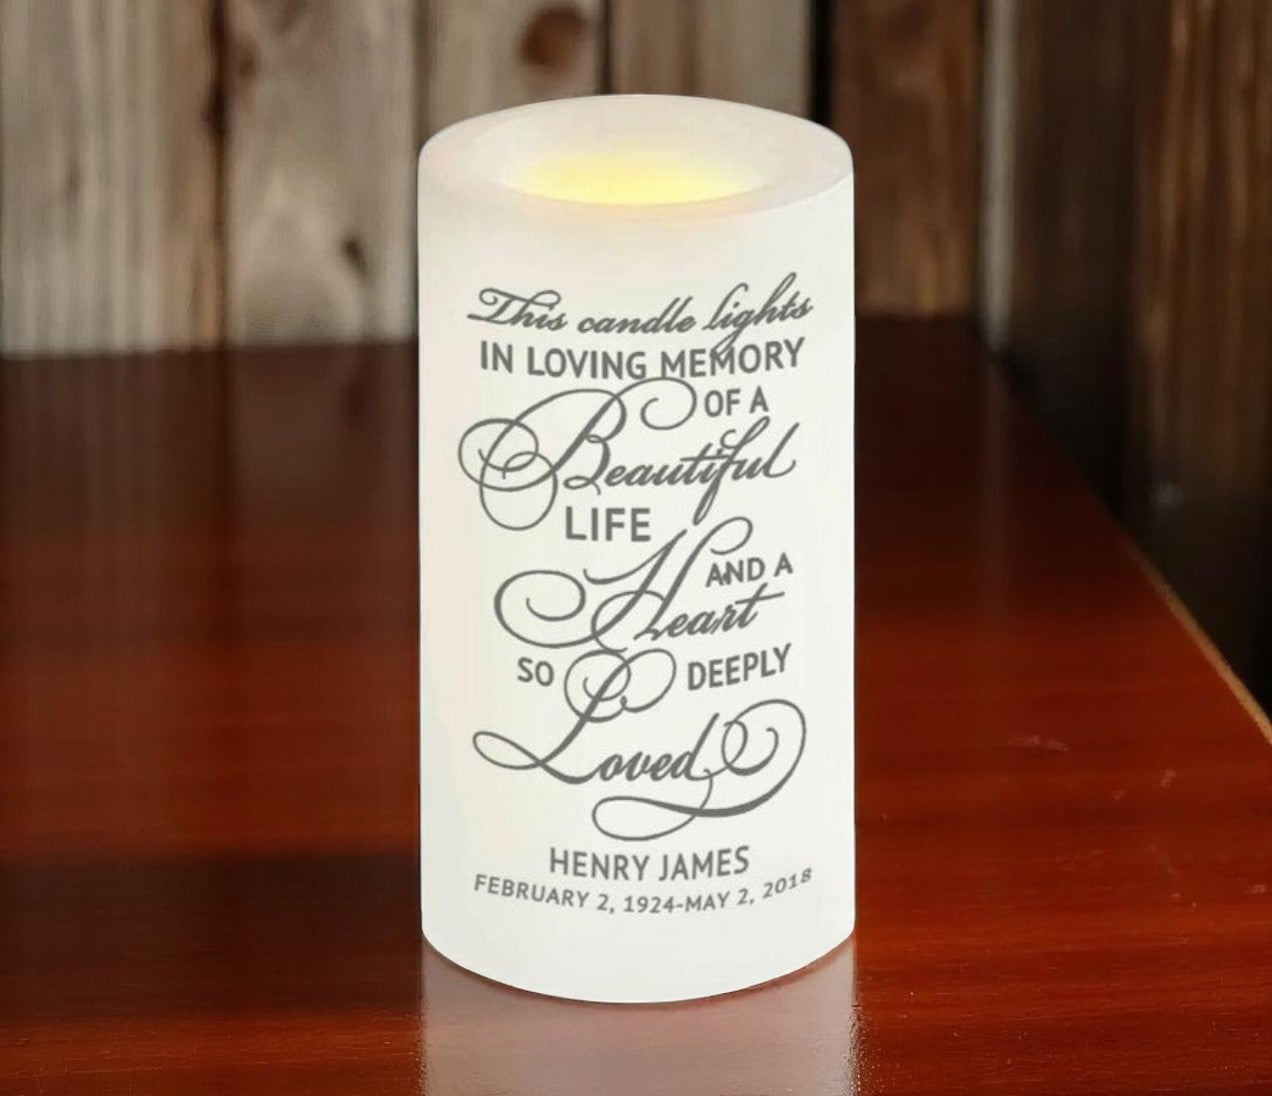 This candle lights
IN LOVING MEMORY
OF A
Beautiful
LIFE
AND A
Heart
SO DEEPLY
Loved
HENRY JAMES
FEBRUARY 2, 1924-MAY 2, 2018